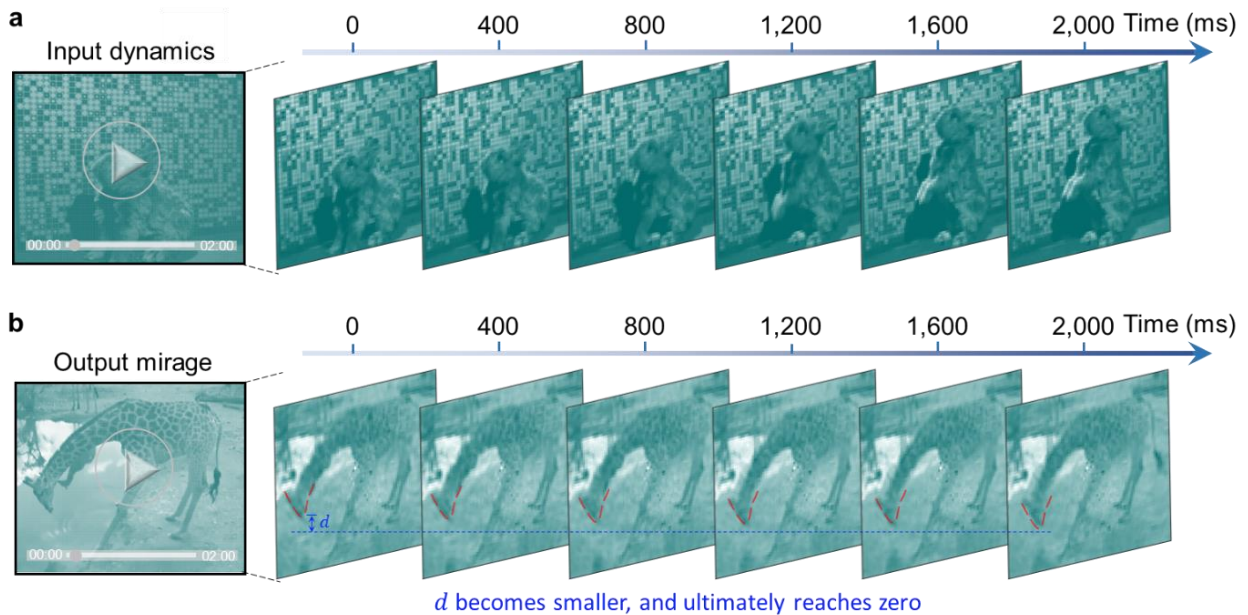 a
Input dynamics
0 400 800 1,200 1,600 2,000 Time (ms)
00:00 02:00
b
Output mirage
0 400 800 1,200 1,600 2,000 Time (ms)
d
00:00 02:00
d becomes smaller, and ultimately reaches zero